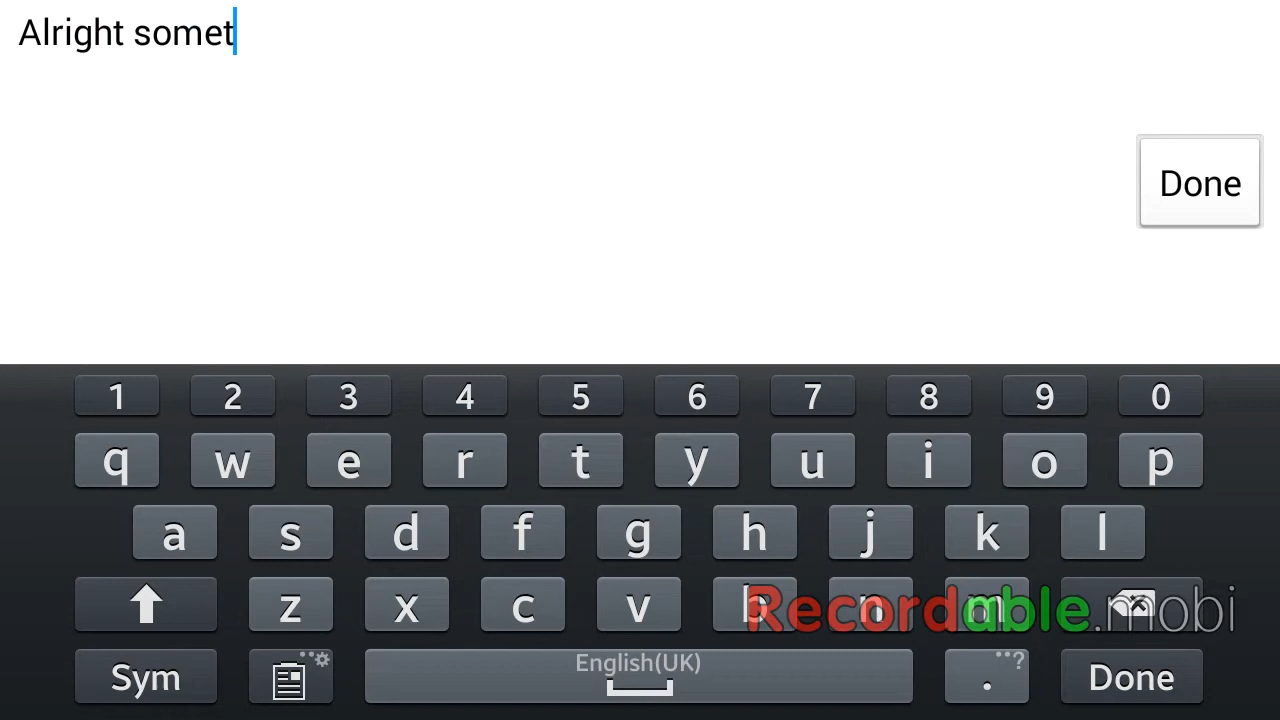 Alright somet
Done
1 2 3 4 5 6 7 8 9 0
q w e r t y u i o p
a s d f g h j k l
z x c v b n m
Recordable.mobi
Sym English(UK) . ? Done